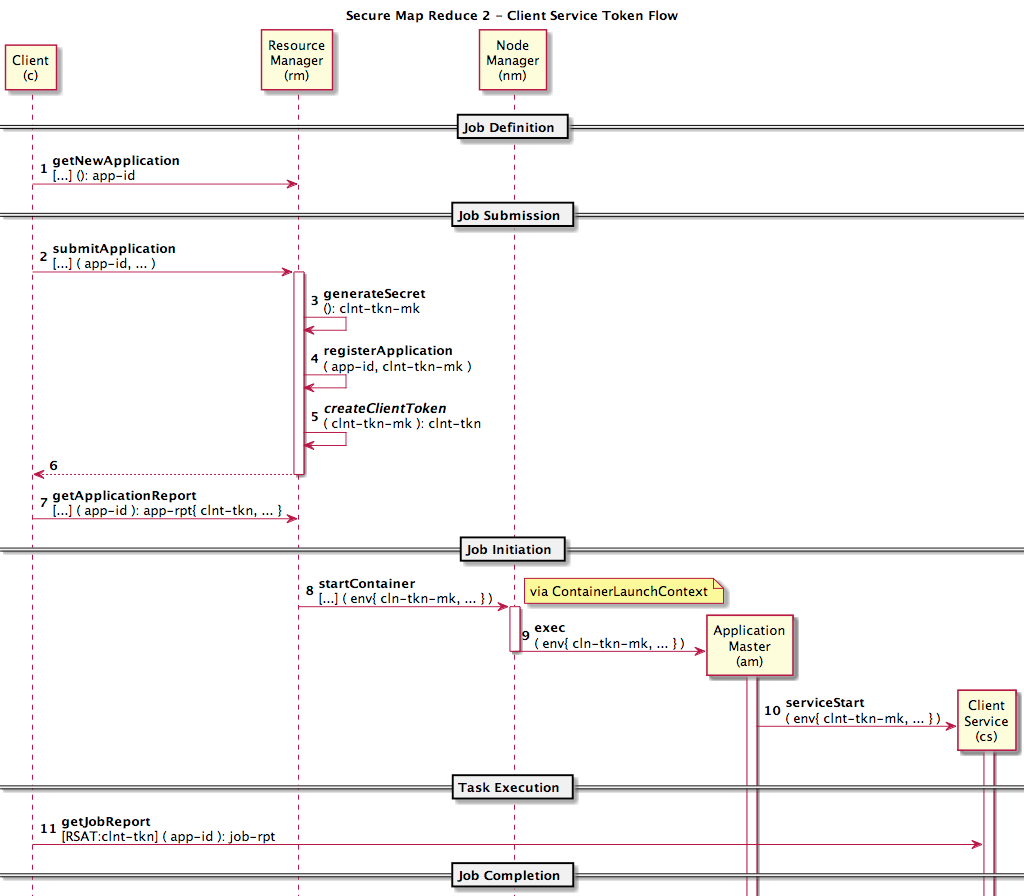 Secure Map Reduce 2 - Client Service Token Flow
Client
(c)
Resource
Manager
(rm)
Node
Manager
(nm)
Job Definition
1 getNewApplication
[...] (): app-id
Job Submission
2 submitApplication
[...] ( app-id, ... )
3 generateSecret
(): clnt-tkn-mk
4 registerApplication
( app-id, clnt-tkn-mk )
5 createClientToken
( clnt-tkn-mk ): clnt-tkn
6
7 getApplicationReport
[...] ( app-id ): app-rpt{ clnt-tkn, ... }
Job Initiation
8 startContainer
[...] ( env{ cln-tkn-mk, ... } )
via ContainerLaunchContext
9 exec
( env{ cln-tkn-mk, ... } )
Application
Master
(am)
10 serviceStart
( env{ clnt-tkn-mk, ... } )
Client
Service
(cs)
Task Execution
11 getJobReport
[RSAT:clnt-tkn] ( app-id ): job-rpt
Job Completion